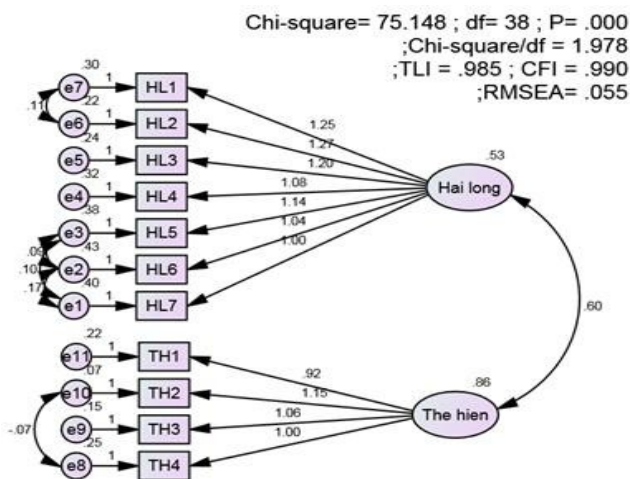 Chi-square= 75.148 ; df= 38 ; P= .000
;Chi-square/df = 1.978
;TLI = .985 ; CFI = .990
;RMSEA= .055
.30
e7 1 HL1
.11
.22
e6 1 HL2
.24
e5 1 HL3
.32
e4 1 HL4
.38
e3 1 HL5
.09
.43
e2 1 HL6
.10
.40
e1 1 HL7
.17
1.25
1.27
1.20
1.08
1.14
1.04
1.00
.53
Hai long
.60
.22
e11 1 TH1
.07
e10 1 TH2
.15
e9 1 TH3
.25
e8 1 TH4
-.07
.92
1.15
1.06
1.00
.86
The hien